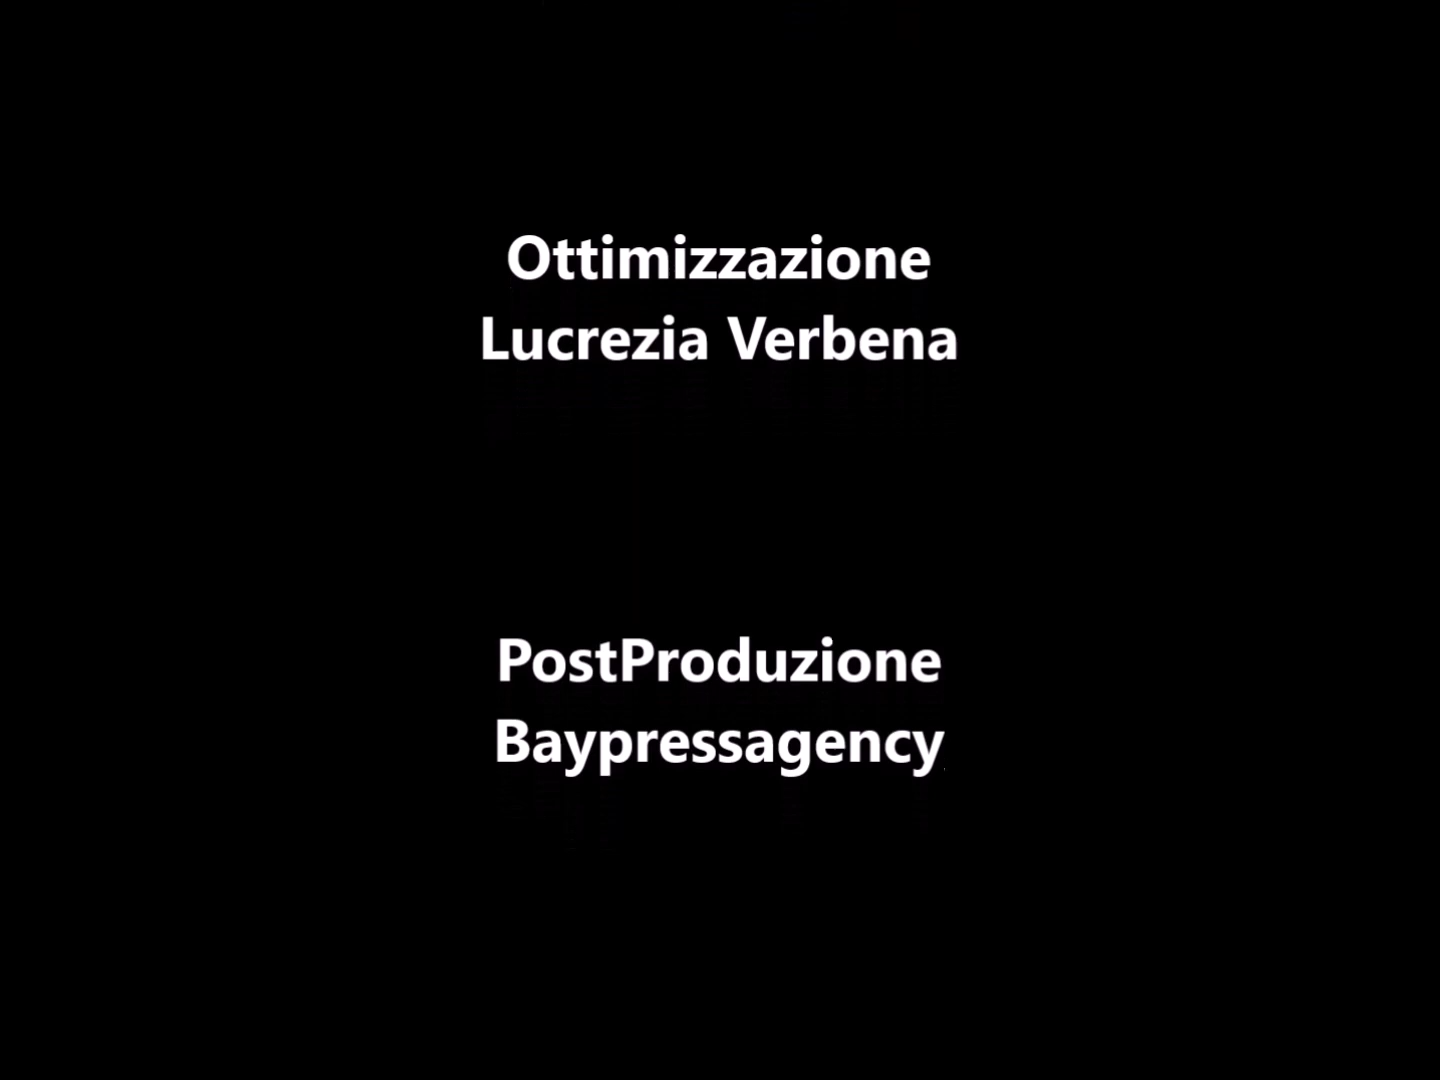 Ottimizzazione
Lucrezia Verbena
PostProduzione
Baypressagency